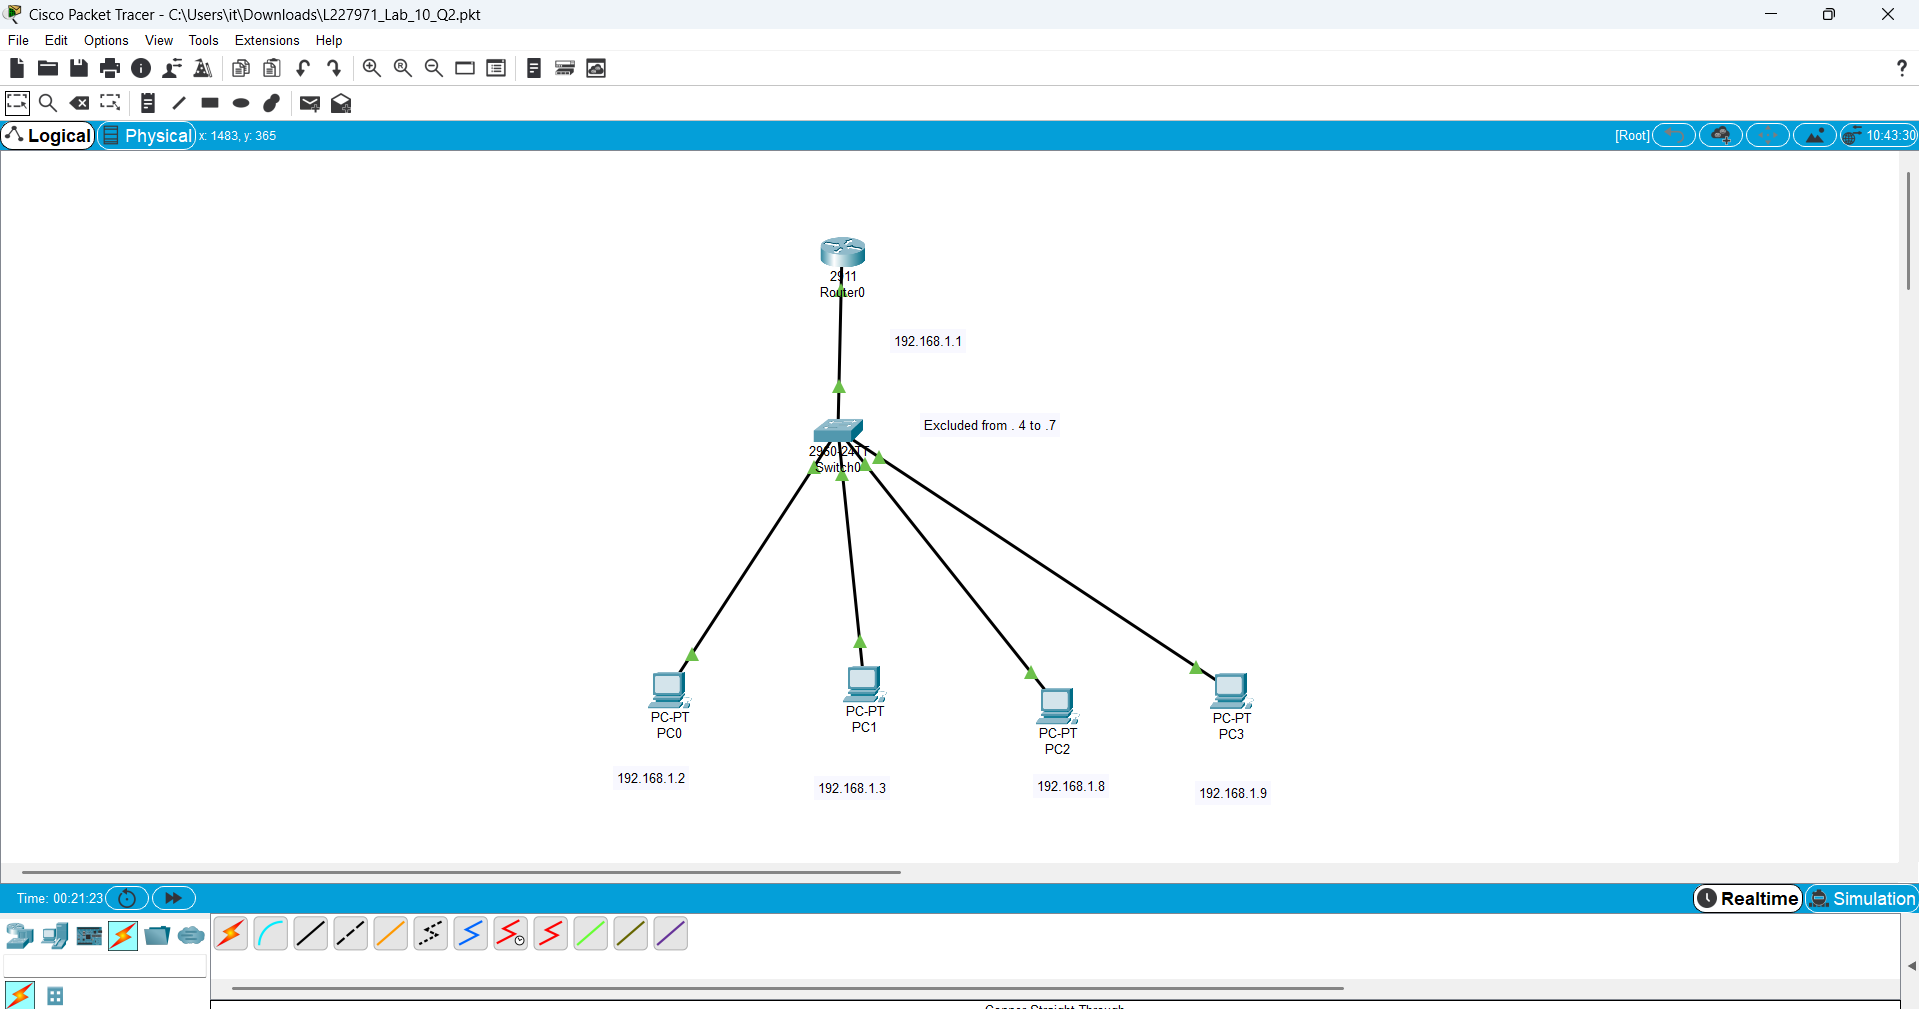 Cisco Packet Tracer - C:\Users\it\Downloads\L227971_Lab_10_Q2.pkt
File Edit Options View Tools Extensions Help
?
Logical Physical x: 1483, y: 365 [Root] 10:43:30
2911
Router0
192.168.1.1
Excluded from . 4 to .7
2960-24TT
Switch0
PC-PT
PC0
PC-PT
PC1
PC-PT
PC2
PC-PT
PC3
192.168.1.2
192.168.1.3
192.168.1.8
192.168.1.9
Time: 00:21:23 Realtime Simulation
Copper Straight-Through